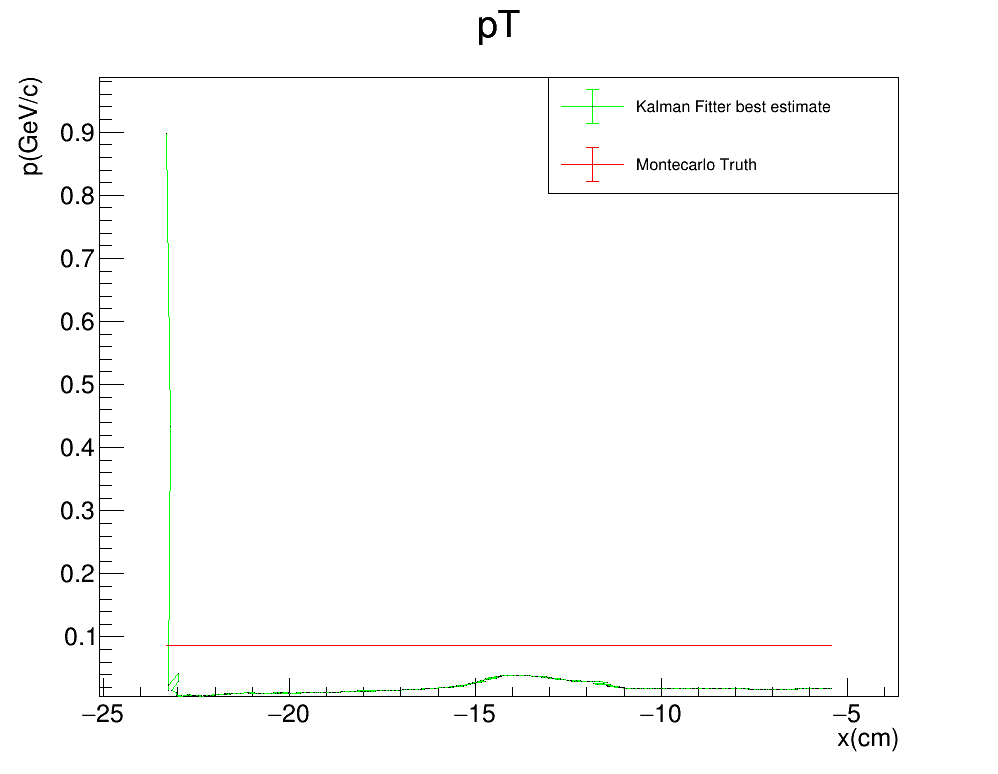 pT
p(GeV/c)
Kalman Fitter best estimate
Montecarlo Truth
0.9
0.8
0.7
0.6
0.5
0.4
0.3
0.2
0.1
−25 −20 −15 −10 −5
x(cm)